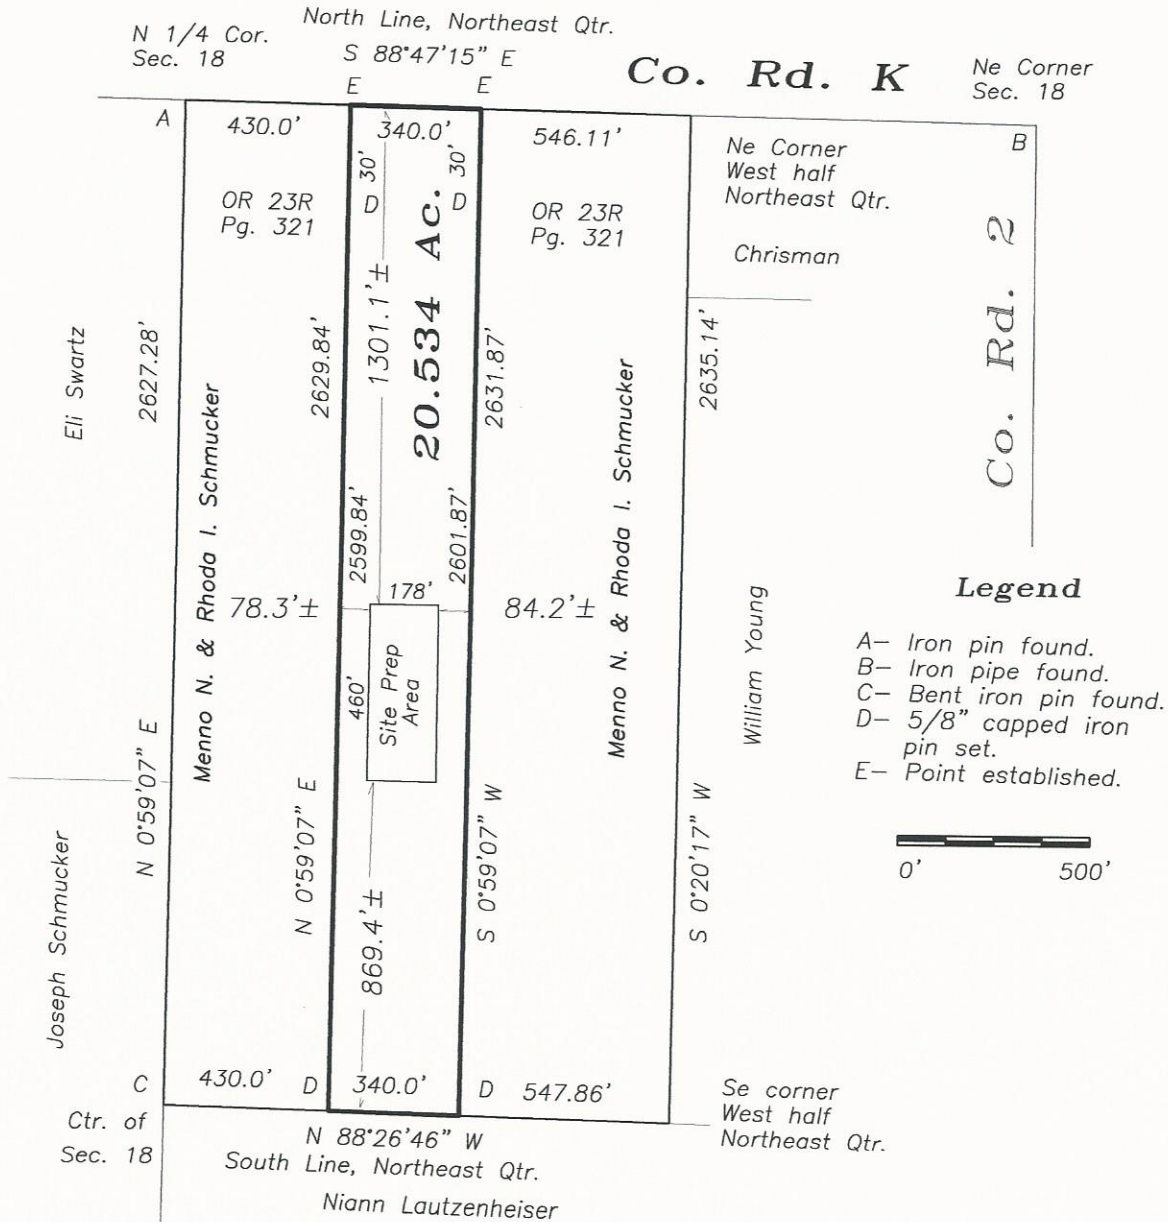 North Line, Northeast Qtr.
N 1/4 Cor.
Sec. 18
S 88°47'15" E
E
E
Co. Rd. K
Ne Corner
Sec. 18
A
430.0'
340.0'
546.11'
B
30'
30'
D
D
OR 23R
Pg. 321
OR 23R
Pg. 321
Ne Corner
West half
Northeast Qtr.
Chrisman
Co. Rd. 2
1301.1'±
20.534 Ac.
Eli Swartz
2627.28'
2629.84'
2631.87'
2635.14'
Menno N. & Rhoda I. Schmucker
Menno N. & Rhoda I. Schmucker
2599.84'
2601.87'
178'
78.3'±
84.2'±
460'
Site Prep
Area
William Young
Legend
A– Iron pin found.
B– Iron pipe found.
C– Bent iron pin found.
D– 5/8" capped iron
pin set.
E– Point established.
0'
500'
N 0°59'07" E
N 0°59'07" E
S 0°59'07" W
S 0°20'17" W
Joseph Schmucker
869.4'±
C
430.0'
D
340.0'
D
547.86'
Se corner
West half
Northeast Qtr.
Ctr. of
Sec. 18
N 88°26'46" W
South Line, Northeast Qtr.
Niann Lautzenheiser